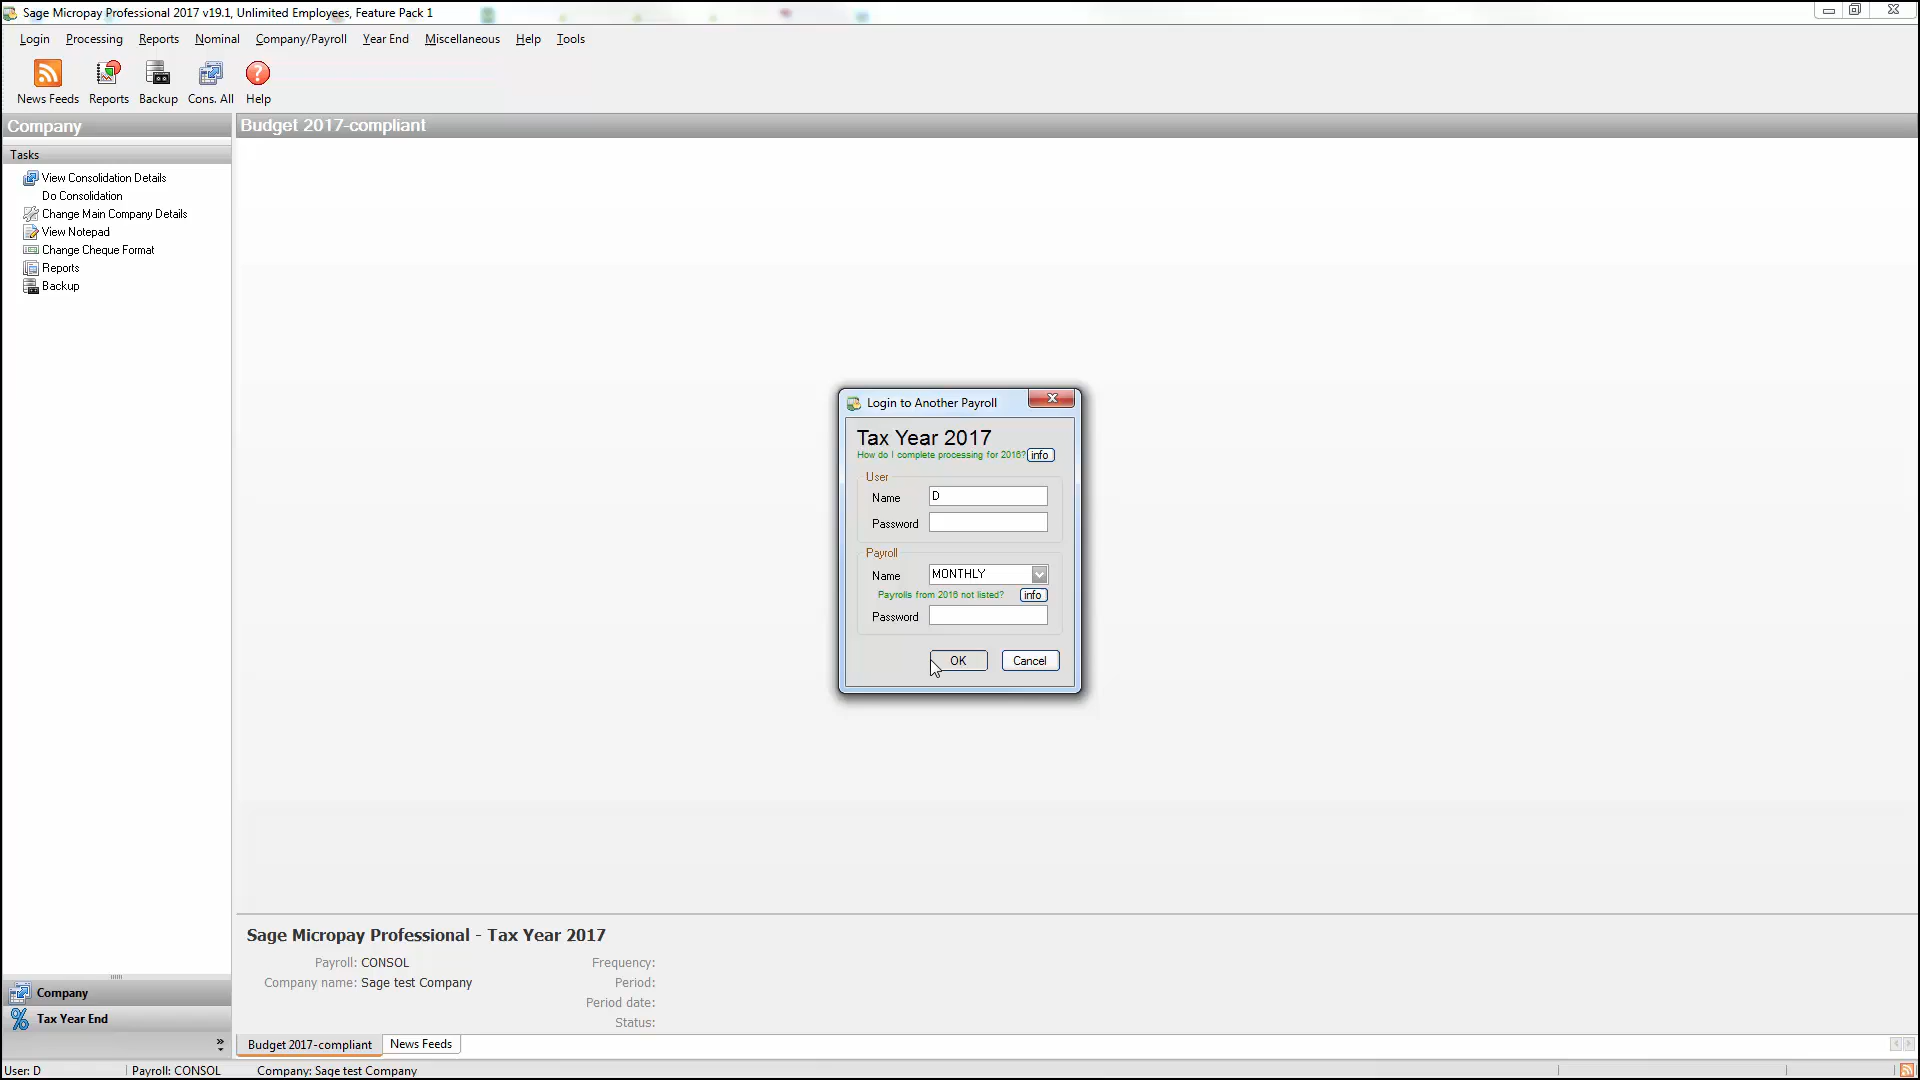 Sage Micropay Professional 2017 v19.1, Unlimited Employees, Feature Pack 1
Login Processing Reports Nominal Company/Payroll Year End Miscellaneous Help Tools
News Feeds Reports Backup Cons. All Help
Company
Budget 2017-compliant
Tasks
View Consolidation Details
Do Consolidation
Change Main Company Details
View Notepad
Change Cheque Format
Reports
Backup
Login to Another Payroll
Tax Year 2017
How do I complete processing for 2016? info
User
Name D
Password
Payroll
Name MONTHLY
Payrolls from 2016 not listed? info
Password
OK Cancel
Sage Micropay Professional - Tax Year 2017
Payroll: CONSOL Frequency:
Company name: Sage test Company Period:
Period date:
Status:
Company
Tax Year End
Budget 2017-compliant News Feeds
User: D Payroll: CONSOL Company: Sage test Company